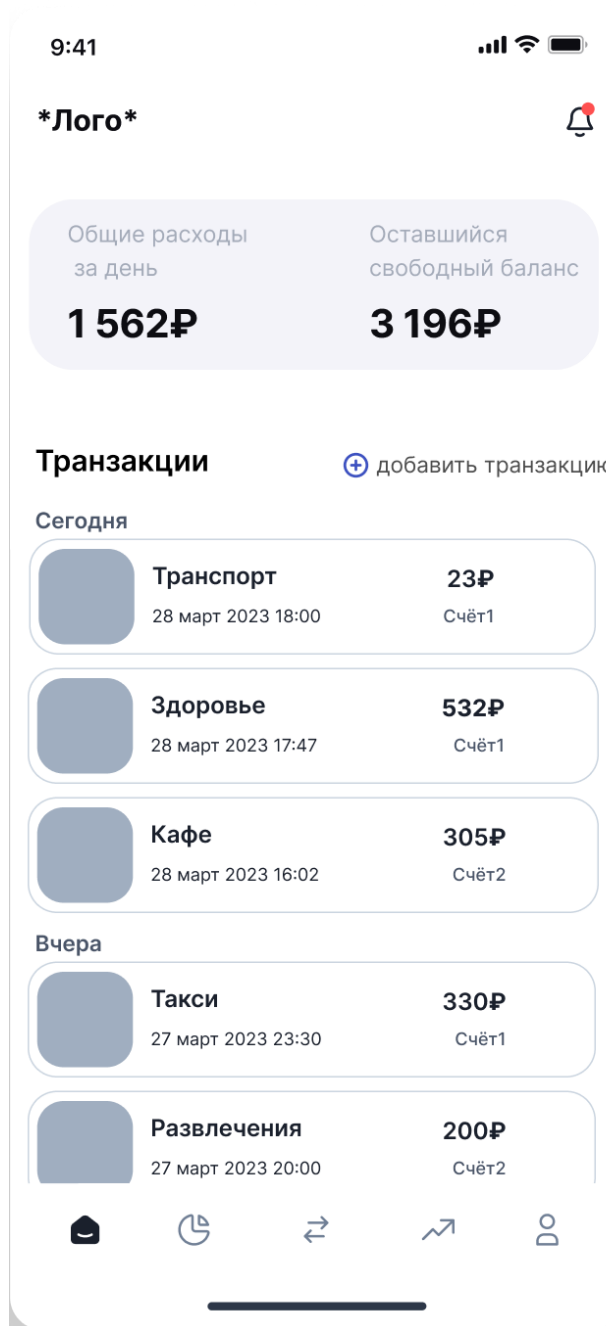 9:41
*Лого*
Общие расходы
за день
1 562₽
Оставшийся
свободный баланс
3 196₽
Транзакции
добавить транзакцию
Сегодня
Транспорт 23₽
28 март 2023 18:00 Счёт1
Здоровье 532₽
28 март 2023 17:47 Счёт1
Кафе 305₽
28 март 2023 16:02 Счёт2
Вчера
Такси 330₽
27 март 2023 23:30 Счёт1
Развлечения 200₽
27 март 2023 20:00 Счёт2